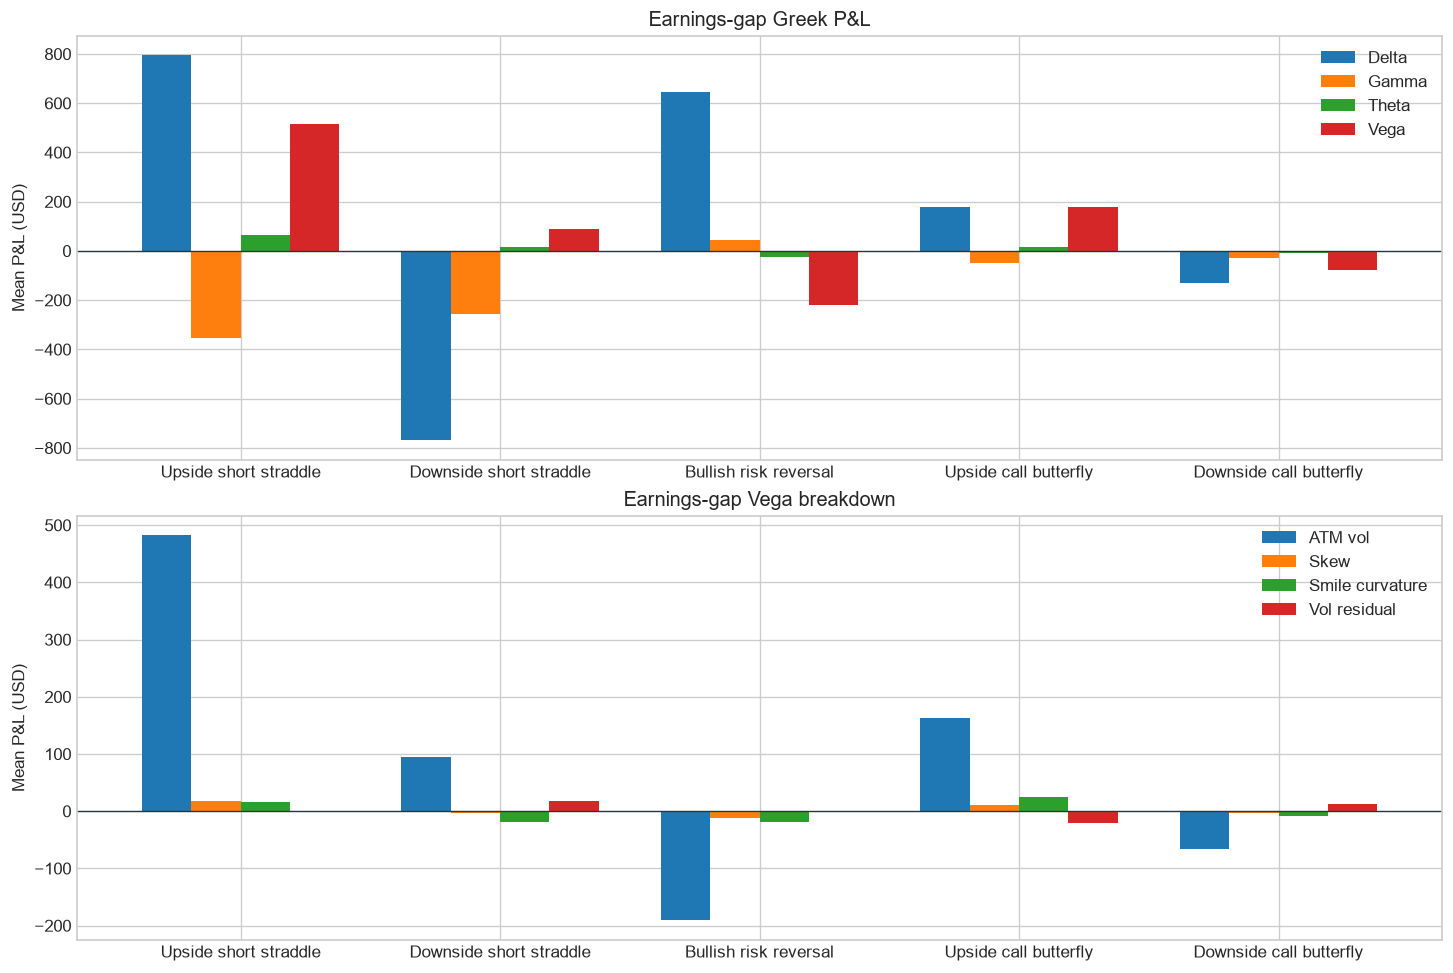 Earnings-gap Greek P&L
Mean P&L (USD)
800
600
400
200
0
−200
−400
−600
−800
Delta
Gamma
Theta
Vega
Upside short straddle
Downside short straddle
Bullish risk reversal
Upside call butterfly
Downside call butterfly
Earnings-gap Vega breakdown
Mean P&L (USD)
500
400
300
200
100
0
−100
−200
ATM vol
Skew
Smile curvature
Vol residual
Upside short straddle
Downside short straddle
Bullish risk reversal
Upside call butterfly
Downside call butterfly